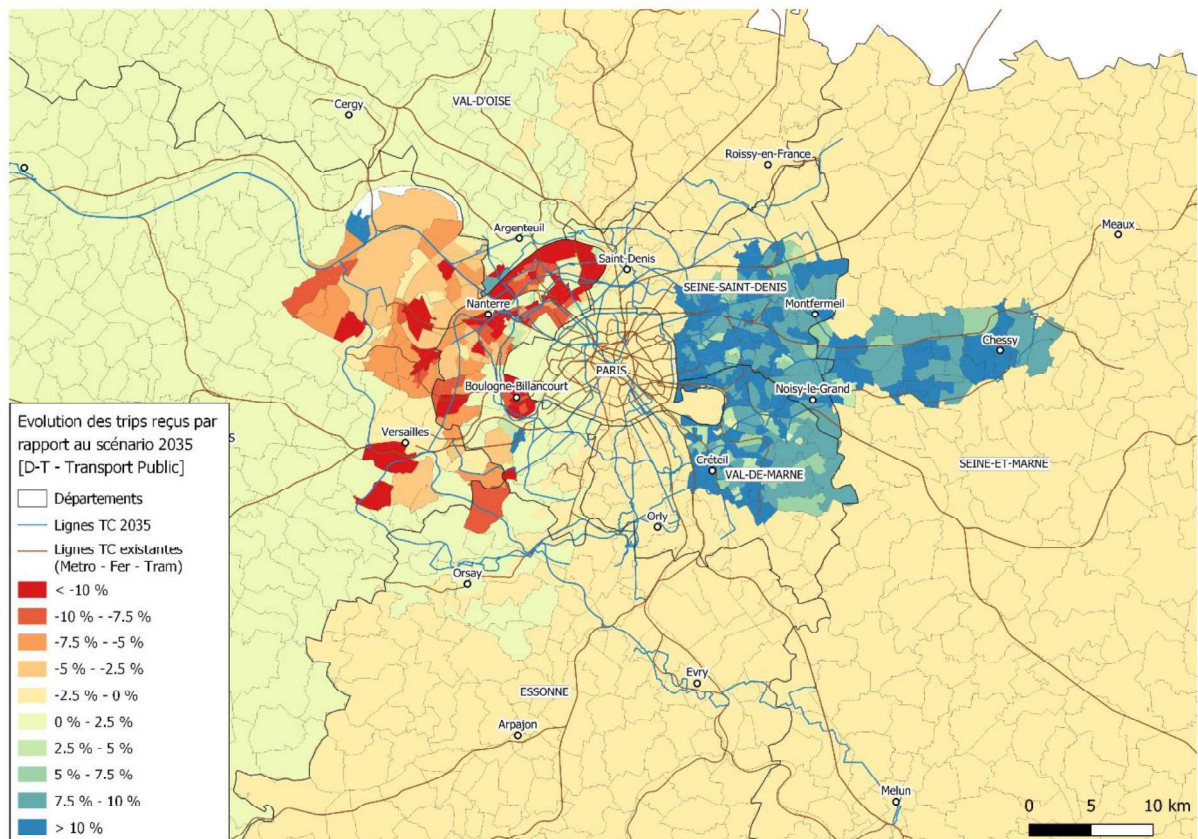 Cergy
VAL-D'OISE
Roissy-en-France
Meaux
Argenteuil
Saint-Denis
SEINE-SAINT-DENIS
Nanterre
Montfermeil
Chessy
PARIS
Boulogne-Billancourt
Noisy-le-Grand
Versailles
Créteil
VAL-DE-MARNE
SEINE-ET-MARNE
Orly
Orsay
Evry
ESSONNE
Arpajon
Melun
Evolution des trips reçus par
rapport au scénario 2035
[D-T - Transport Public]
Départements
Lignes TC 2035
Lignes TC existantes
(Metro - Fer - Tram)
< -10 %
-10 % - -7.5 %
-7.5 % - -5 %
-5 % - -2.5 %
-2.5 % - 0 %
0 % - 2.5 %
2.5 % - 5 %
5 % - 7.5 %
7.5 % - 10 %
> 10 %
0 5 10 km